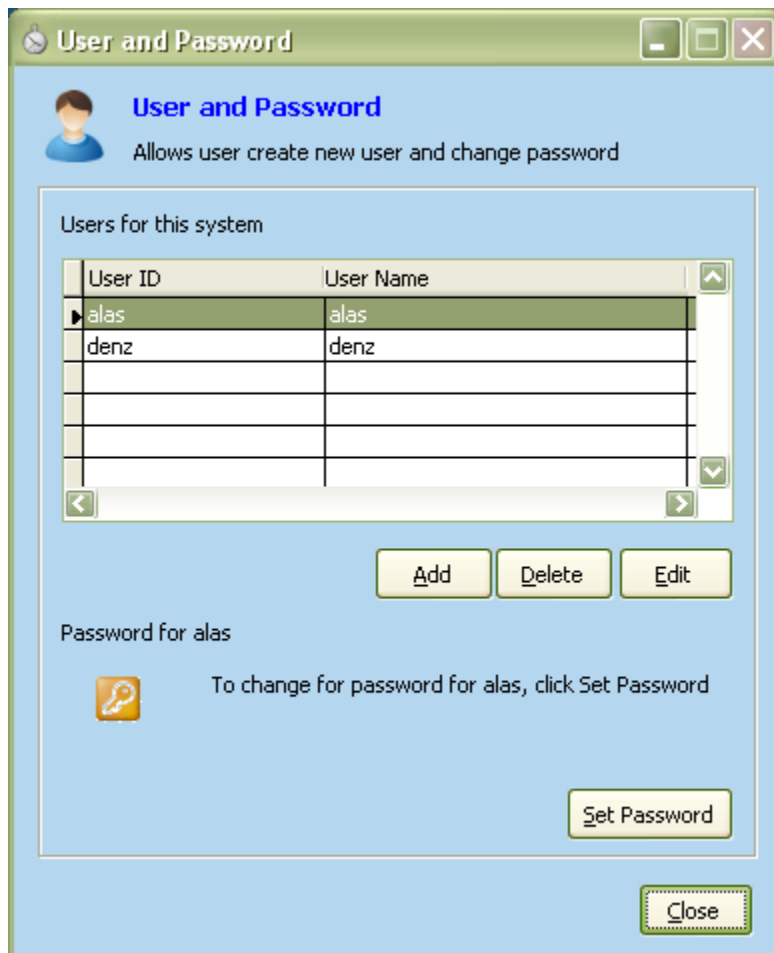 User and Password
User and Password
Allows user create new user and change password
Users for this system
User ID User Name
alas alas
denz denz
Add Delete Edit
Password for alas
To change for password for alas, click Set Password
Set Password
Close